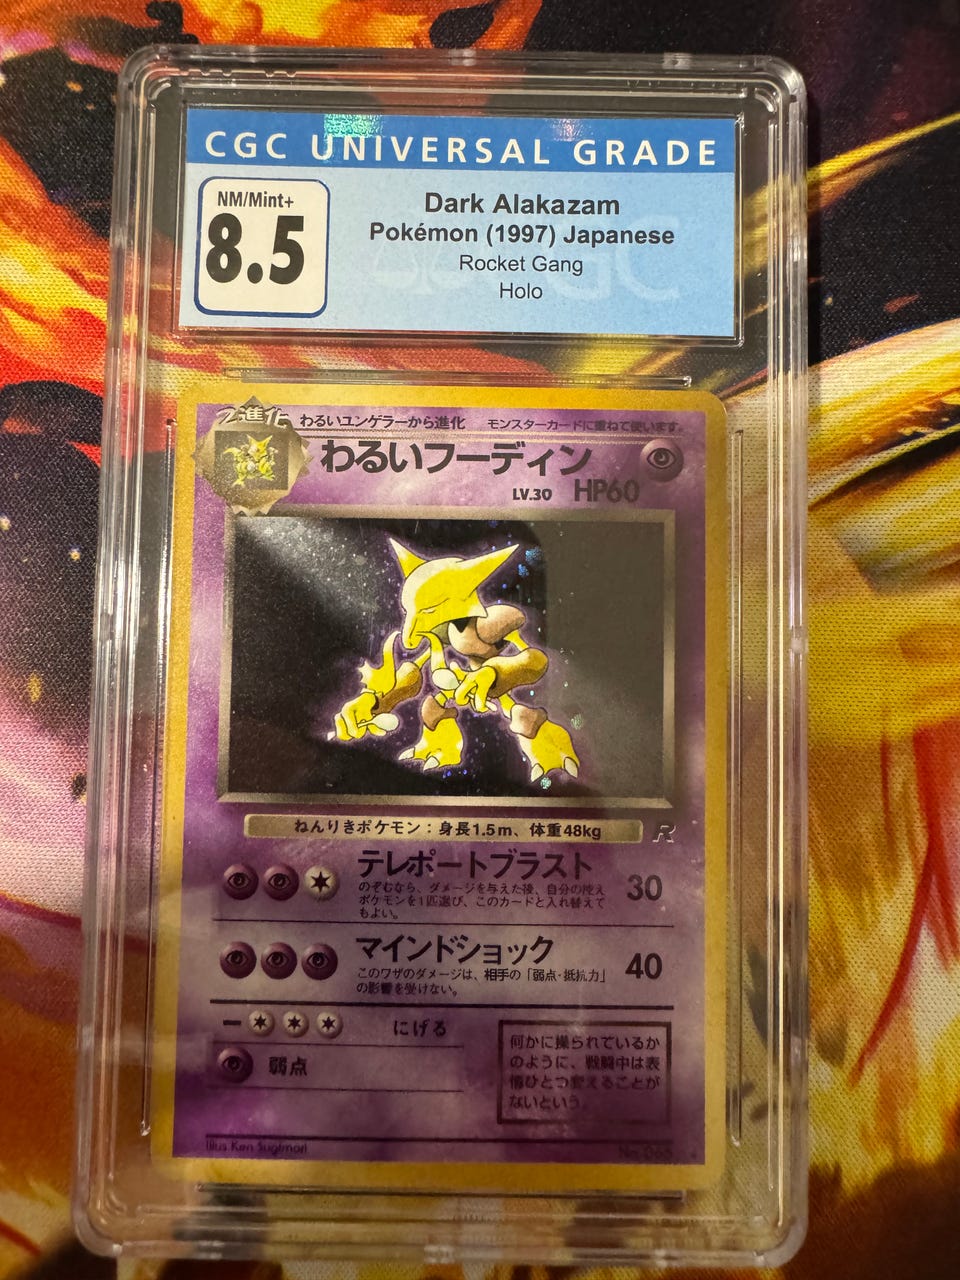 CGC UNIVERSAL GRADE
NM/Mint+
8.5
Dark Alakazam
Pokémon (1997) Japanese
Rocket Gang
Holo
2進化
わるいユンゲラーから進化 モンスターカードに重ねて使います。
わるいフーディン
LV.30 HP60
ねんりきポケモン：身長1.5m、体重48kg
R
テレポートブラスト 30
のぞむなら、ダメージを与えた後、自分の控え
ポケモンを1匹選び、このカードと入れ替えて
もよい。
マインドショック 40
このワザのダメージは、相手の「弱点・抵抗力」
の影響を受けない。
ー にげる
弱点
何かに操られているか
のように、戦闘中は表
情ひとつ変えることが
ないという。
Illus. Ken Sugimori